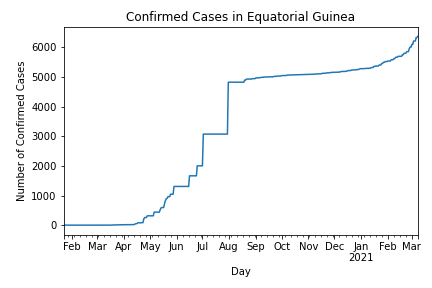 Confirmed Cases in Equatorial Guinea
Number of Confirmed Cases
6000
5000
4000
3000
2000
1000
0
Feb Mar Apr May Jun Jul Aug Sep Oct Nov Dec Jan Feb Mar
2021
Day